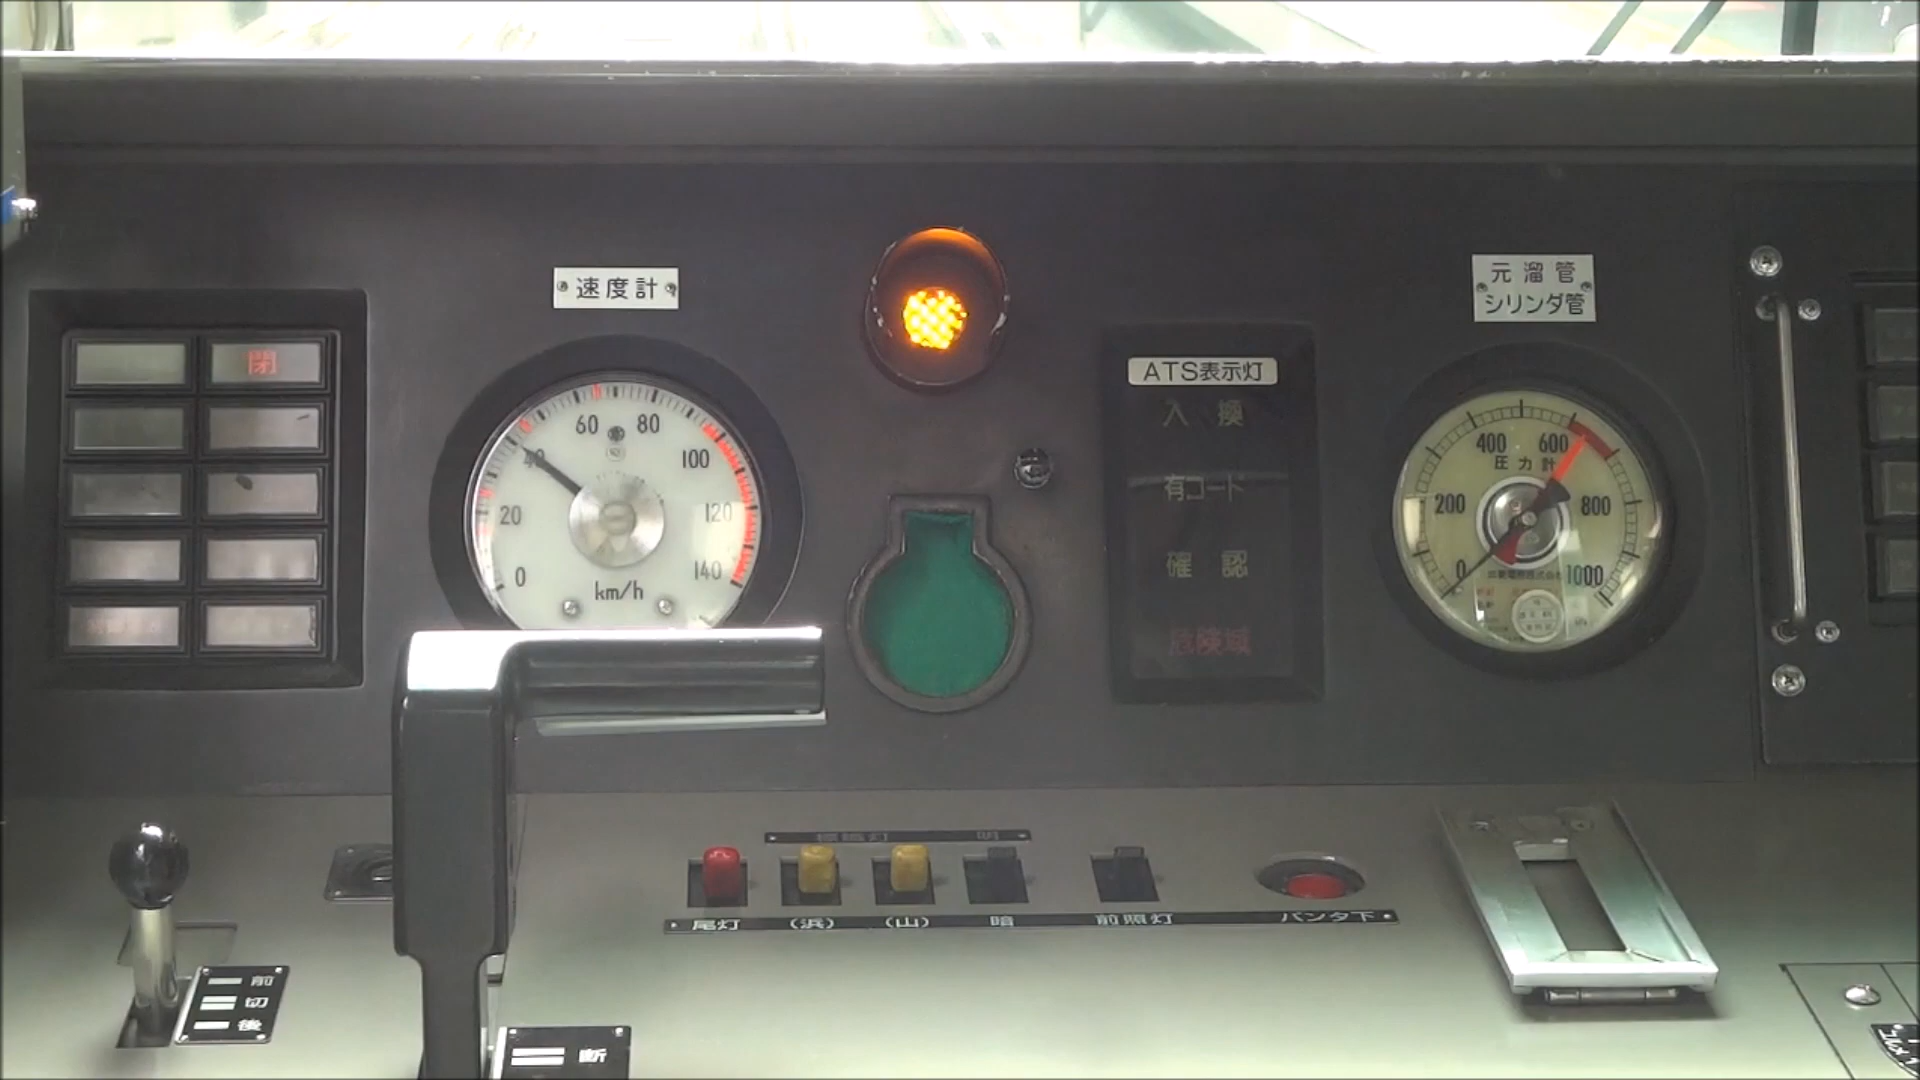 閉
速度計
60 80
40 100
20 120
0 140
km/h
ATS表示灯
入換
有コード
確認
危険域
元溜管
シリンダ管
400 600
圧力計
200 800
0 1000
明
尾灯 (浜) (山) 暗 前照灯 パンタ下
前
切
後
断